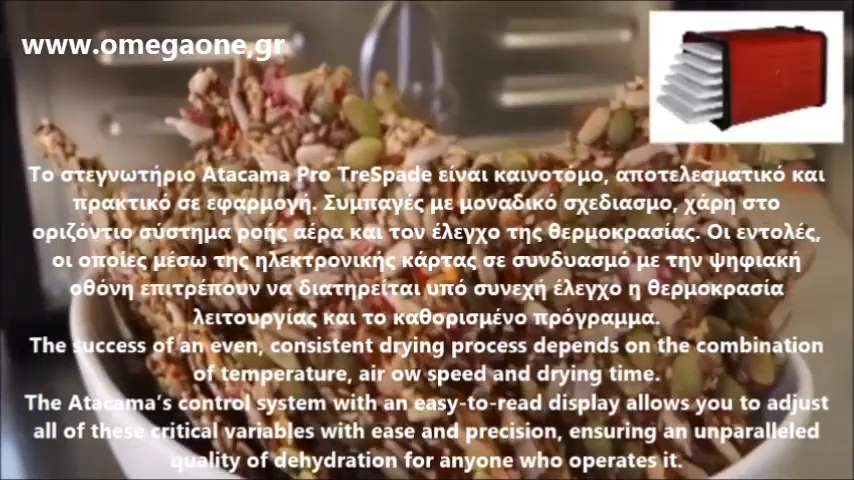 www.omegaone,gr
Το στεγνωτήριο Atacama Pro TreSpade είναι καινοτόμο, αποτελεσματικό και
πρακτικό σε εφαρμογή. Συμπαγές με μοναδικό σχεδιασμο, χάρη στο
οριζόντιο σύστημα ροής αέρα και τον έλεγχο της θερμοκρασίας. Οι εντολές,
οι οποίες μέσω της ηλεκτρονικής κάρτας σε συνδυασμό με την ψηφιακή
οθόνη επιτρέπουν να διατηρείται υπό συνεχή έλεγχο η θερμοκρασία
λειτουργίας και το καθορισμένο πρόγραμμα.
The success of an even, consistent drying process depends on the combination
of temperature, air ow speed and drying time.
The Atacama's control system with an easy-to-read display allows you to adjust
all of these critical variables with ease and precision, ensuring an unparalleled
quality of dehydration for anyone who operates it.